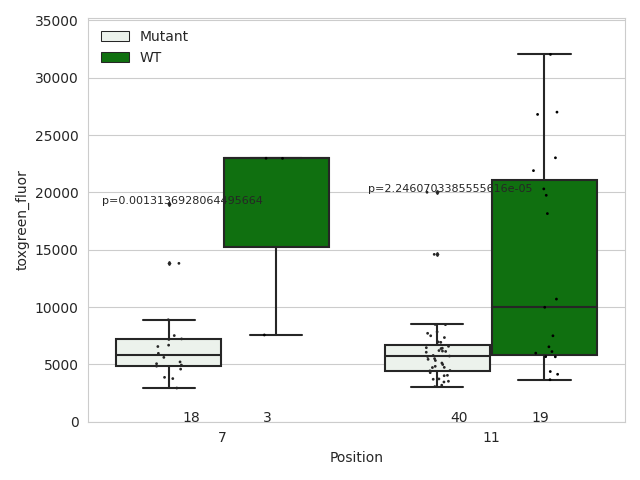 35000
Mutant
WT
30000
25000
20000
p=2.2460703385555616e-05
p=0.0013136928064495664
15000
10000
5000
0
18 3 40 19
7 11
Position
toxgreen_fluor